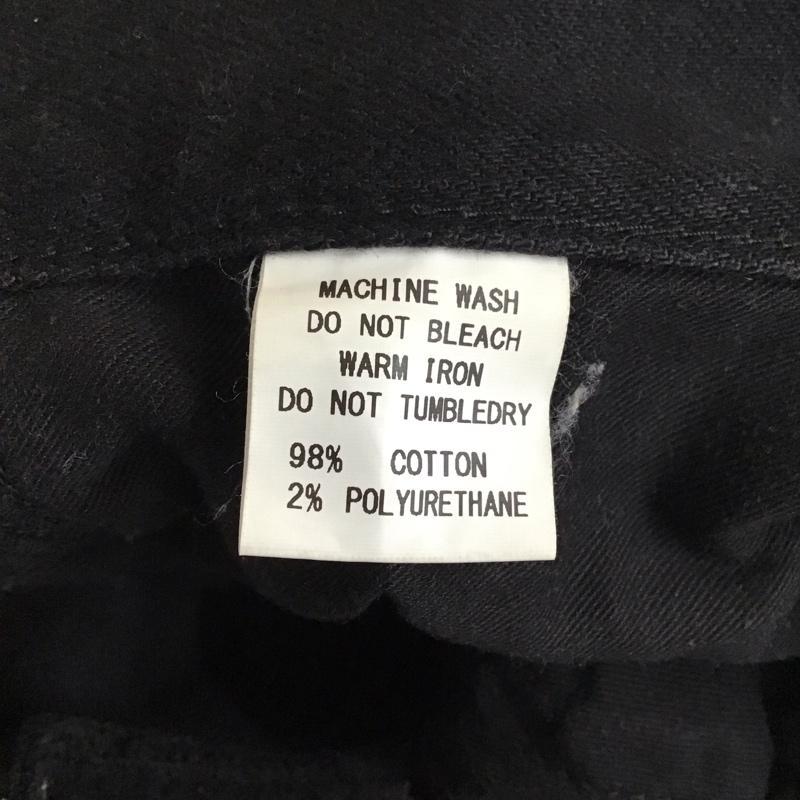 MACHINE WASH
DO NOT BLEACH
WARM IRON
DO NOT TUMBLEDRY
98% COTTON
2% POLYURETHANE